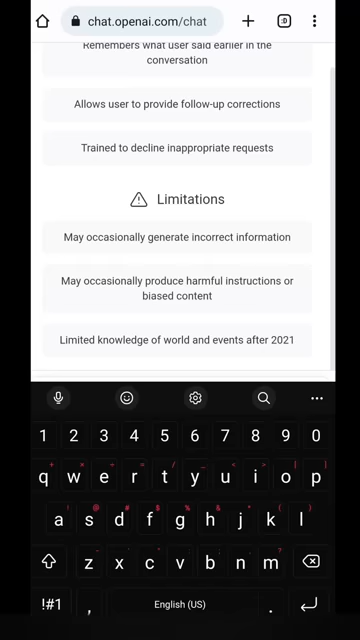 chat.openai.com/chat
:D
Remembers what user said earlier in the
conversation
Allows user to provide follow-up corrections
Trained to decline inappropriate requests
Limitations
May occasionally generate incorrect information
May occasionally produce harmful instructions or
biased content
Limited knowledge of world and events after 2021
1 2 3 4 5 6 7 8 9 0
q w e r t y u i o p
a s d f g h j k l
z x c v b n m
!#1 , English (US) .